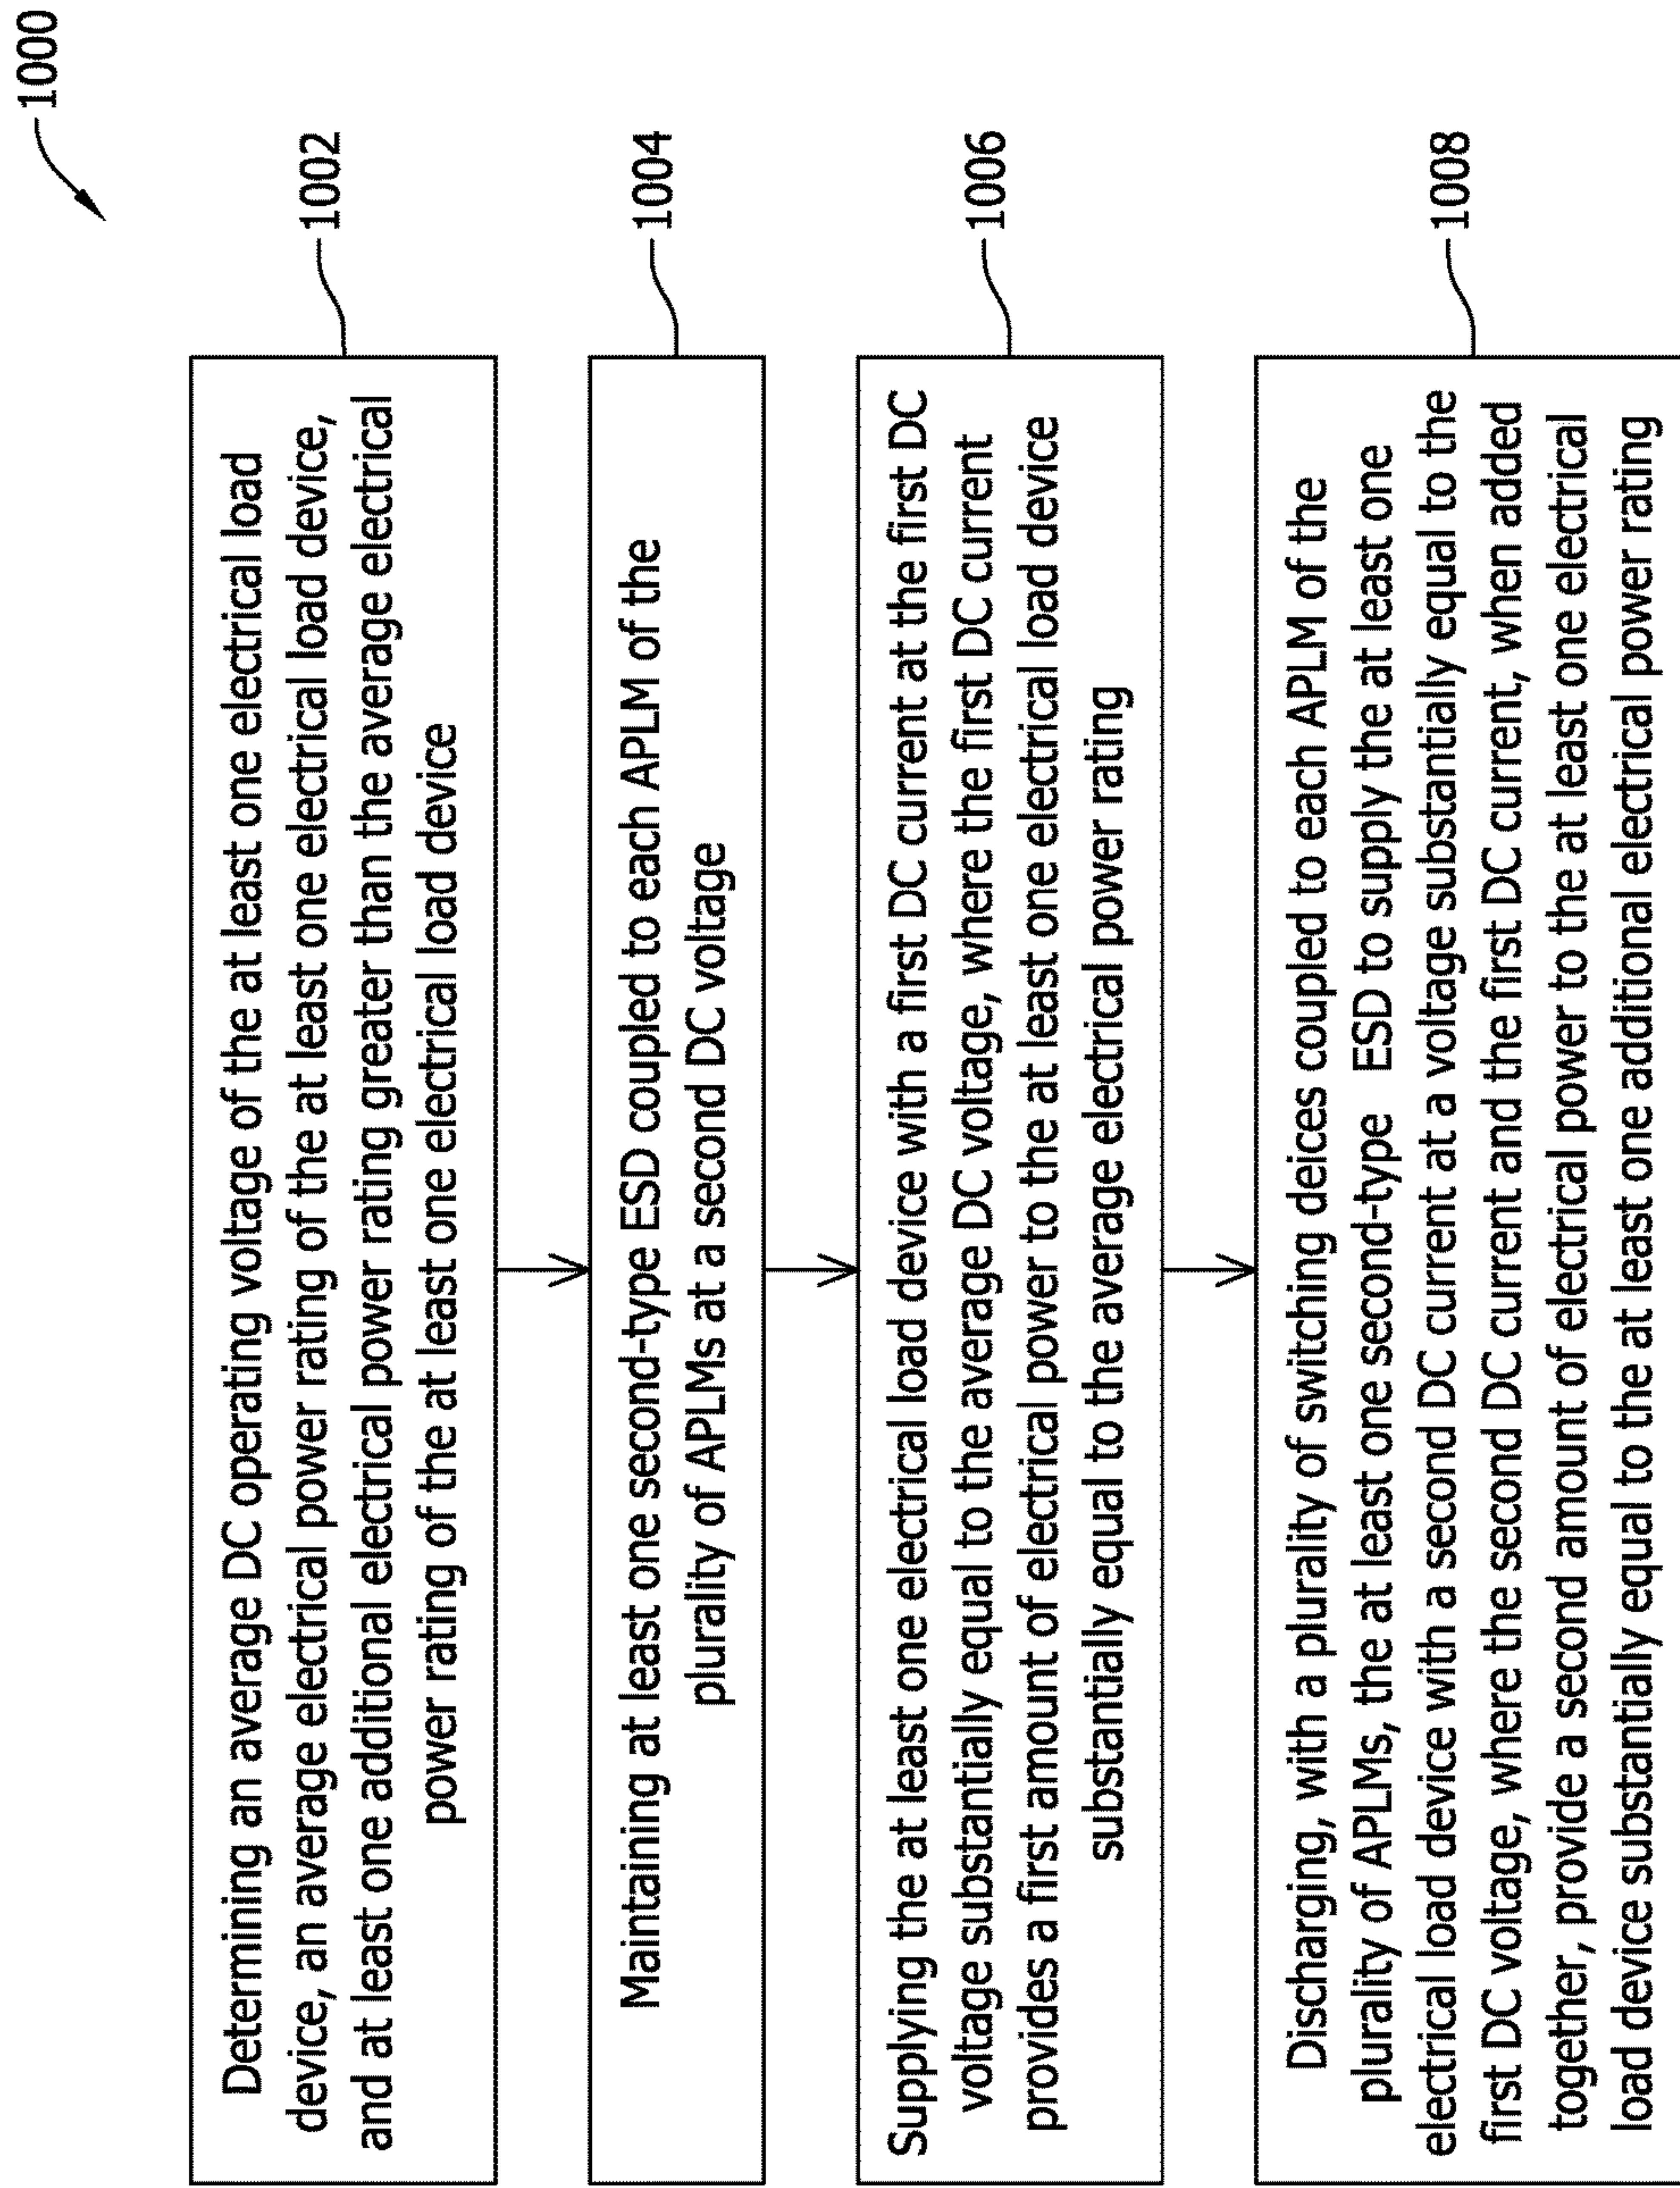 1000
Determining an average DC operating voltage of the at least one electrical load
device, an average electrical power rating of the at least one electrical load device,
and at least one additional electrical power rating greater than the average electrical
power rating of the at least one electrical load device
1002
Maintaining at least one second-type ESD coupled to each APLM of the
plurality of APLMs at a second DC voltage
1004
Supplying the at least one electrical load device with a first DC current at the first DC
voltage substantially equal to the average DC voltage, where the first DC current
provides a first amount of electrical power to the at least one electrical load device
substantially equal to the average electrical power rating
1006
Discharging, with a plurality of switching deices coupled to each APLM of the
plurality of APLMs, the at least one second-type ESD to supply the at least one
electrical load device with a second DC current at a voltage substantially equal to the
first DC voltage, where the second DC current and the first DC current, when added
together, provide a second amount of electrical power to the at least one electrical
load device substantially equal to the at least one additional electrical power rating
1008